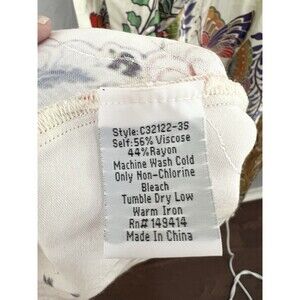 Style:C32122-3S
Self:56% Viscose
44%Rayon
Machine Wash Cold
Only Non-Chlorine
Bleach
Tumble Dry Low
Warm Iron
Rn# 149414
Made In China